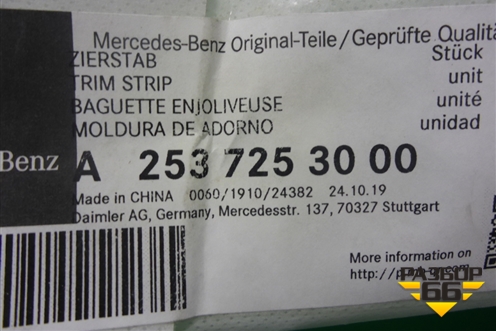 Mercedes-Benz Original-Teile/Geprüfte Qualitä
ZIERSTAB Stück
TRIM STRIP unit
BAGUETTE ENJOLIVEUSE unité
MOLDURA DE ADORNO unidad
Benz
A 253 725 30 00
Made in CHINA 0060/1910/24382 24.10.19
Daimler AG, Germany, Mercedesstr. 137, 70327 Stuttgart
More information on
РАЗБОР
66